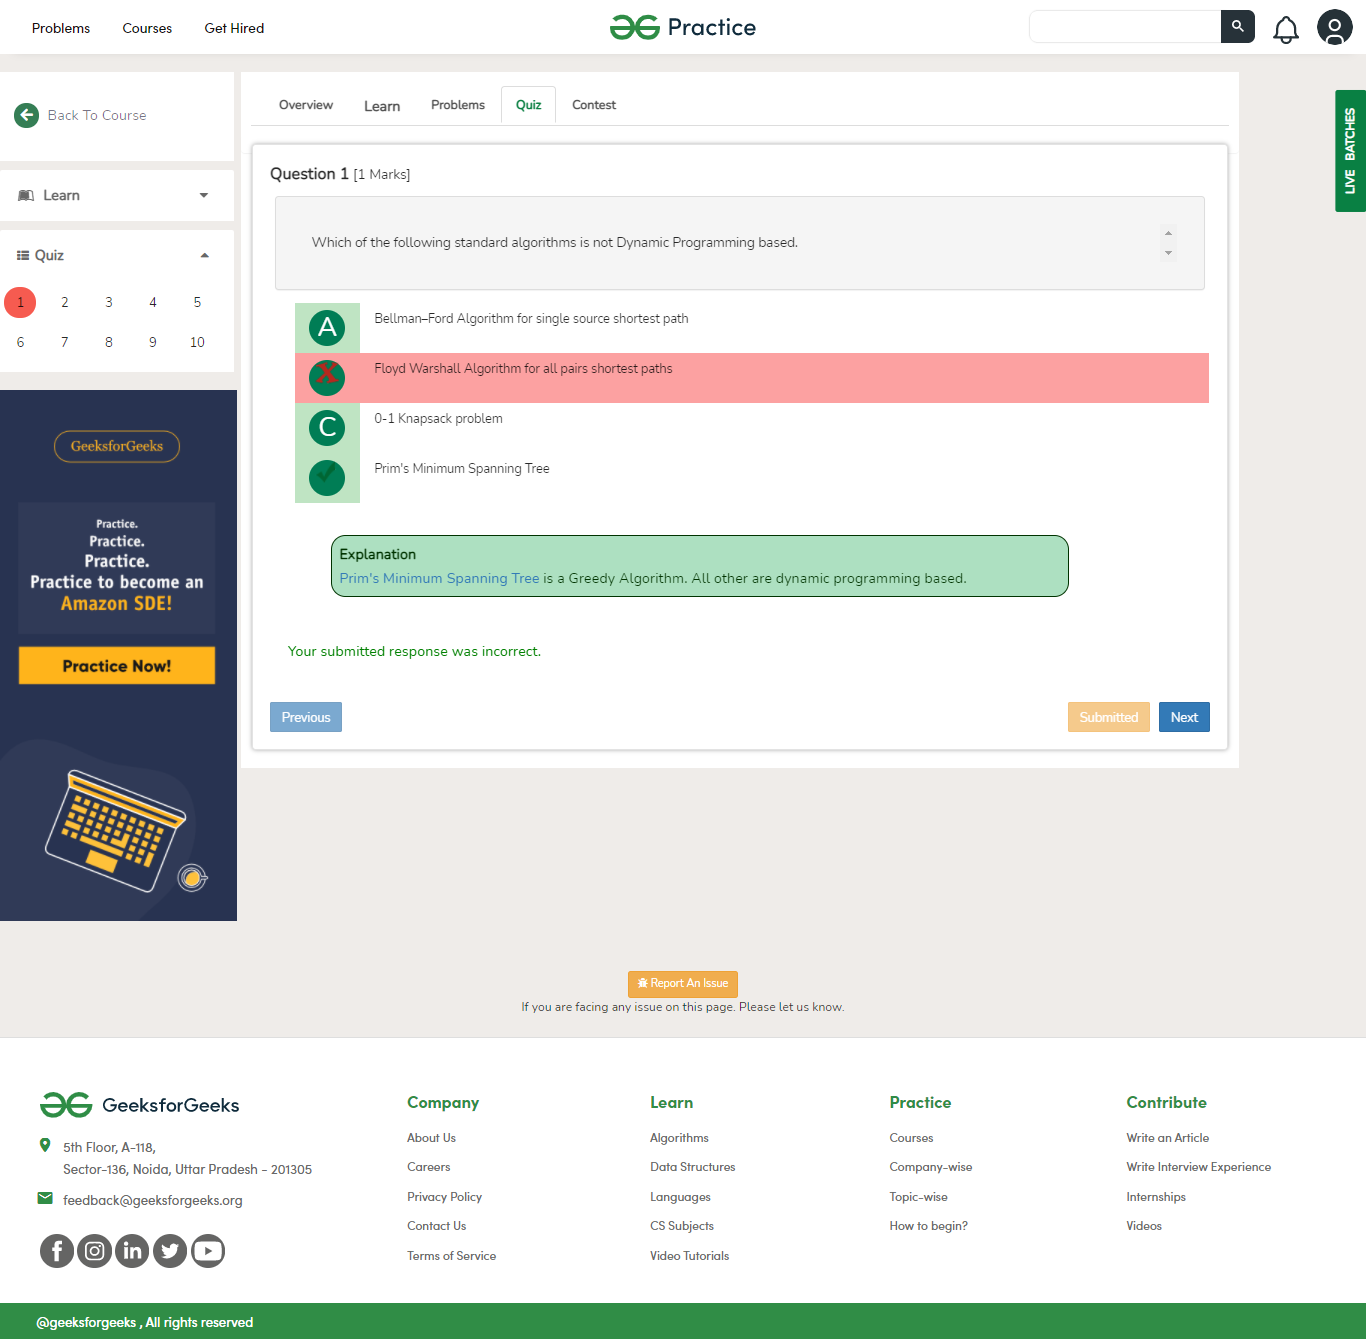 Problems Courses Get Hired
Practice
LIVE BATCHES
Back To Course
Learn
Quiz
1 2 3 4 5
6 7 8 9 10
GeeksforGeeks
Practice.
Practice.
Practice.
Practice to become an
Amazon SDE!
Practice Now!
Overview Learn Problems Quiz Contest
Question 1 [1 Marks]
Which of the following standard algorithms is not Dynamic Programming based.
A Bellman–Ford Algorithm for single source shortest path
X Floyd Warshall Algorithm for all pairs shortest paths
C 0-1 Knapsack problem
Prim's Minimum Spanning Tree
Explanation
Prim's Minimum Spanning Tree is a Greedy Algorithm. All other are dynamic programming based.
Your submitted response was incorrect.
Previous Submitted Next
Report An Issue
If you are facing any issue on this page. Please let us know.
GeeksforGeeks
5th Floor, A-118,
Sector-136, Noida, Uttar Pradesh - 201305
feedback@geeksforgeeks.org
Company
About Us
Careers
Privacy Policy
Contact Us
Terms of Service
Learn
Algorithms
Data Structures
Languages
CS Subjects
Video Tutorials
Practice
Courses
Company-wise
Topic-wise
How to begin?
Contribute
Write an Article
Write Interview Experience
Internships
Videos
@geeksforgeeks , All rights reserved